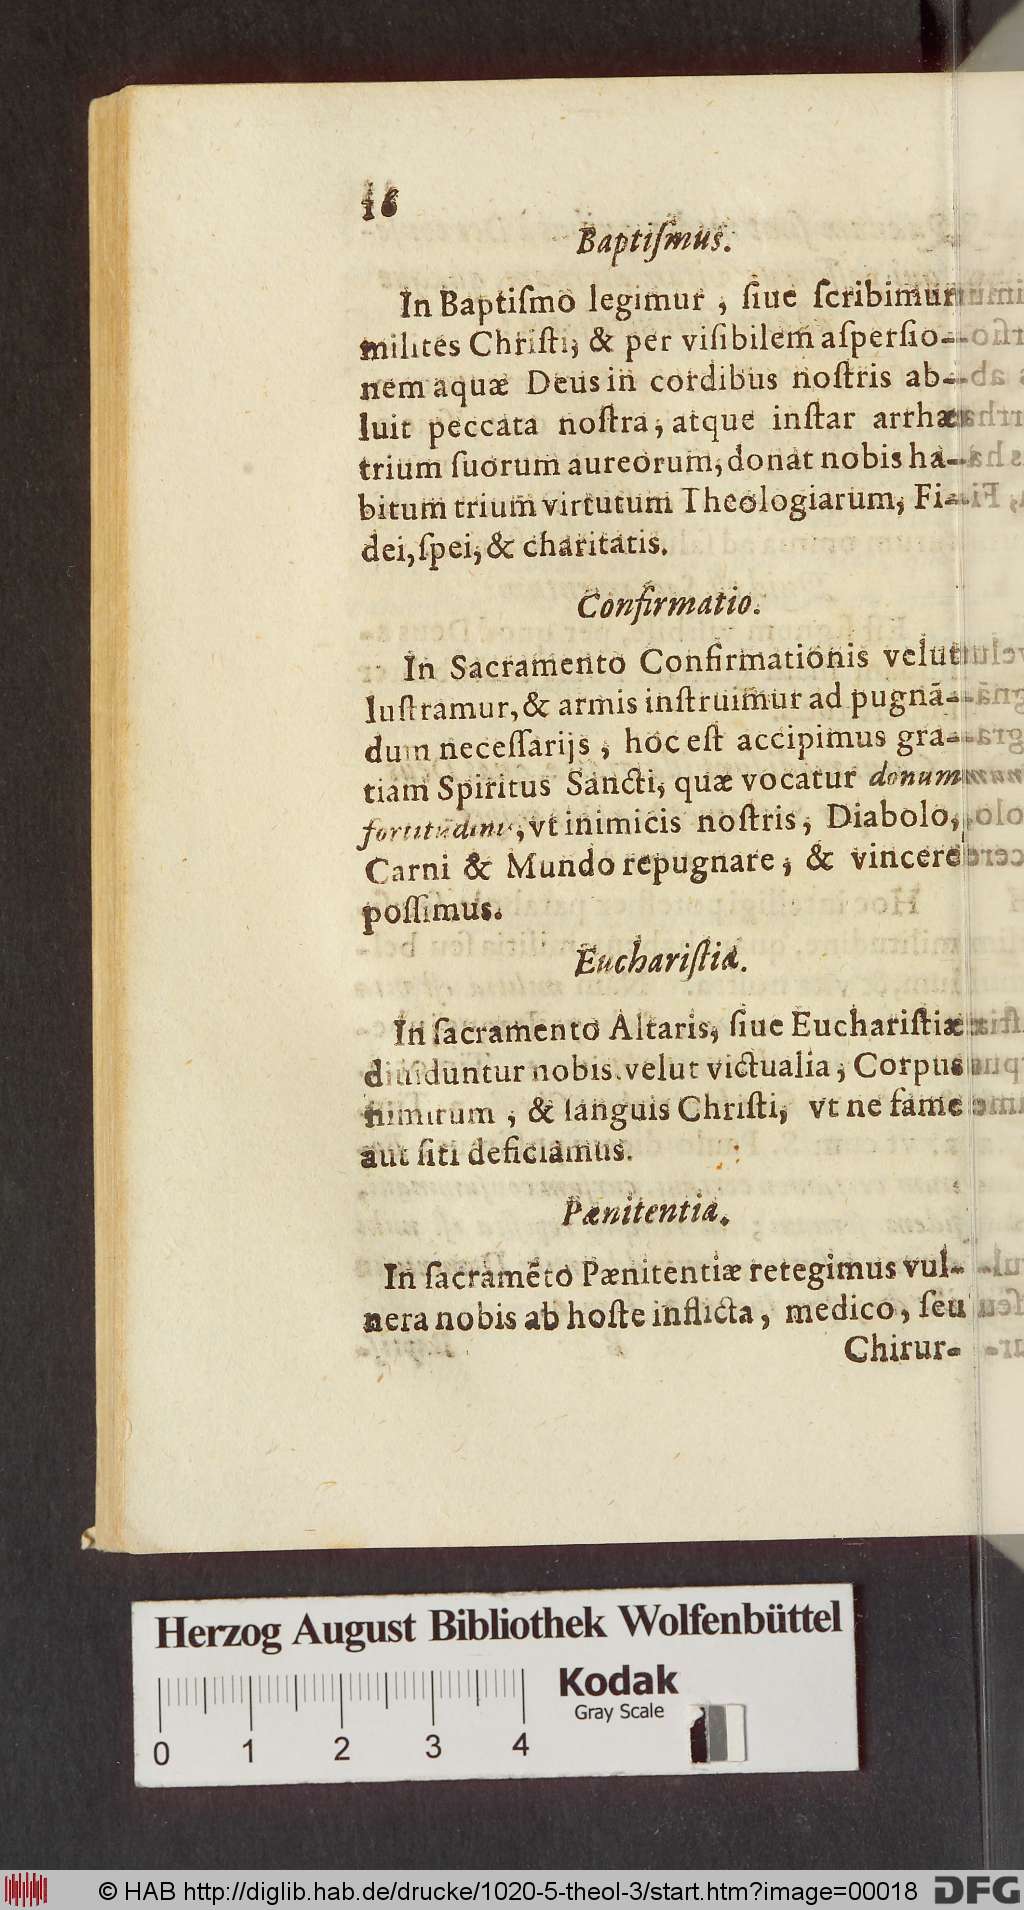 18
Baptiſmus.
In Baptiſmo legimur, ſiue ſcribimur
milites Chriſti, & per viſibilem aſperſio-
nem aquæ Deus in cordibus noſtris ab-
luit peccata noſtra, atque inſtar arrhæ
trium ſuorum aureorum, donat nobis ha-
bitum trium virtutum Theologiarum, Fi-
dei, ſpei, & charitatis.
Confirmatio.
In Sacramento Confirmationis velut
luſtramur, & armis inſtruimur ad pugnã-
dum neceſſarijs, hoc eſt accipimus gra-
tiam Spiritus Sancti, quæ vocatur donum
fortitudinis, vt inimicis noſtris, Diabolo,
Carni & Mundo repugnare, & vincere
poſſimus.
Euchariſtia.
In ſacramento Altaris, ſiue Euchariſtiæ
diuiduntur nobis velut victualia, Corpus
nimirum, & ſanguis Chriſti, vt ne fame
aut ſiti deficiamus.
Pænitentia.
In ſacramẽto Pænitentiæ retegimus vul-
nera nobis ab hoſte inflicta, medico, ſeu
Chirur-
Herzog August Bibliothek Wolfenbüttel
Kodak
Gray Scale
0 1 2 3 4
© HAB http://diglib.hab.de/drucke/1020-5-theol-3/start.htm?image=00018
DFG